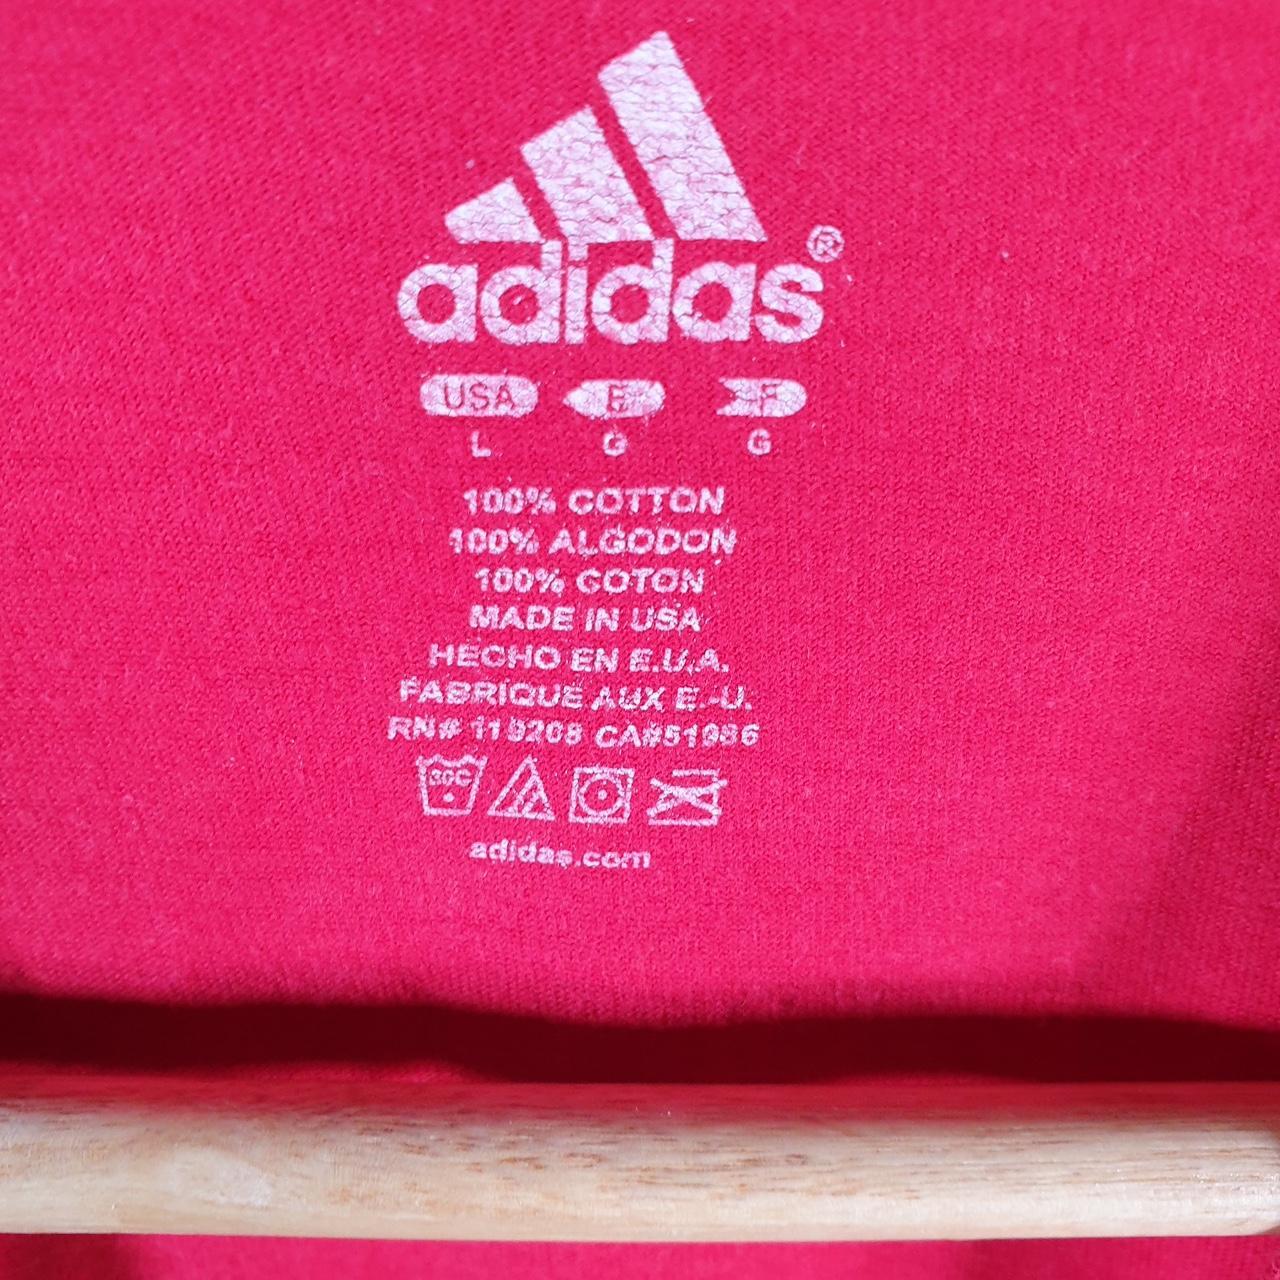 adidas®
USA E F
L G G
100% COTTON
100% ALGODON
100% COTON
MADE IN USA
HECHO EN E.U.A.
FABRIQUE AUX E.-U.
RN# 119208 CA#51986
30C
adidas.com